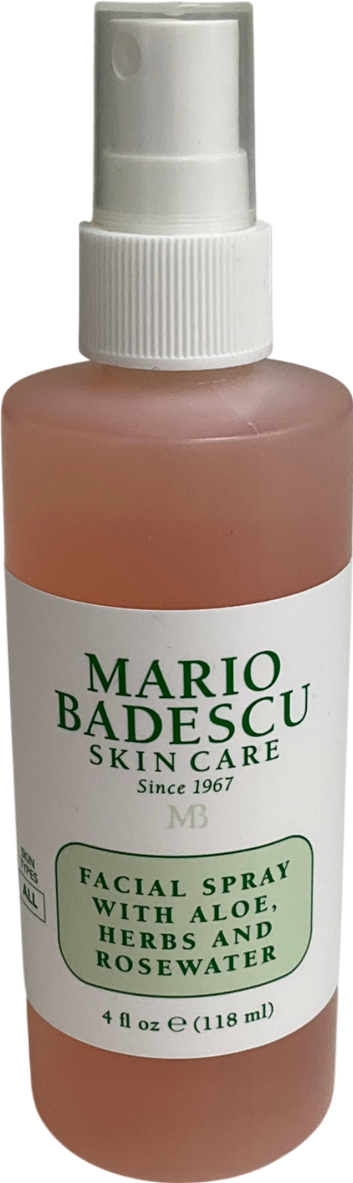 MARIO
BADESCU
SKIN CARE
Since 1967
MB
SKIN
TYPES
ALL
FACIAL SPRAY
WITH ALOE,
HERBS AND
ROSEWATER
4 fl oz ℮ (118 ml)